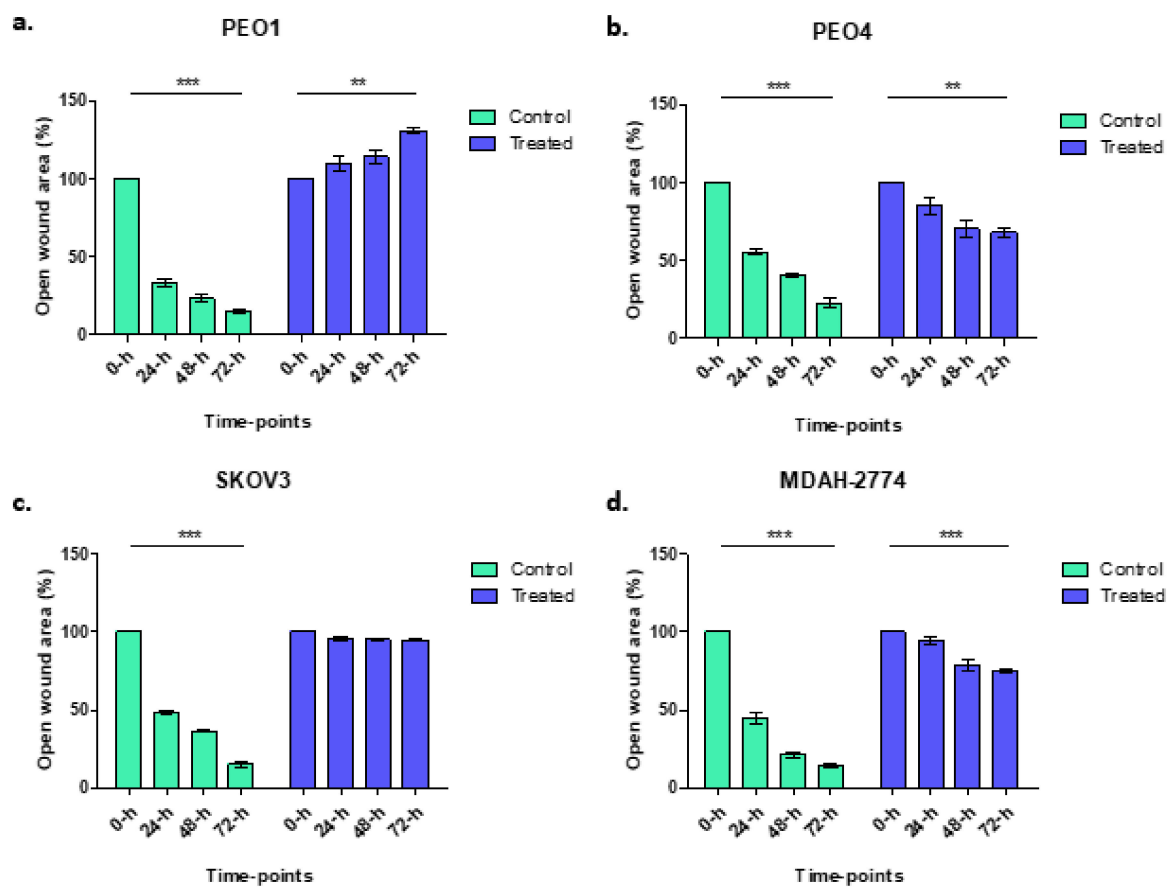 a.
PEO1
***
**
150
100
50
0
Open wound area (%)
Control
Treated
0-h
24-h
48-h
72-h
0-h
24-h
48-h
72-h
Time-points
b.
PEO4
***
**
150
100
50
0
Open wound area (%)
Control
Treated
0-h
24-h
48-h
72-h
0-h
24-h
48-h
72-h
Time-points
c.
SKOV3
***
150
100
50
0
Open wound area (%)
Control
Treated
0-h
24-h
48-h
72-h
0-h
24-h
48-h
72-h
Time-points
d.
MDAH-2774
***
***
150
100
50
0
Open wound area (%)
Control
Treated
0-h
24-h
48-h
72-h
0-h
24-h
48-h
72-h
Time-points